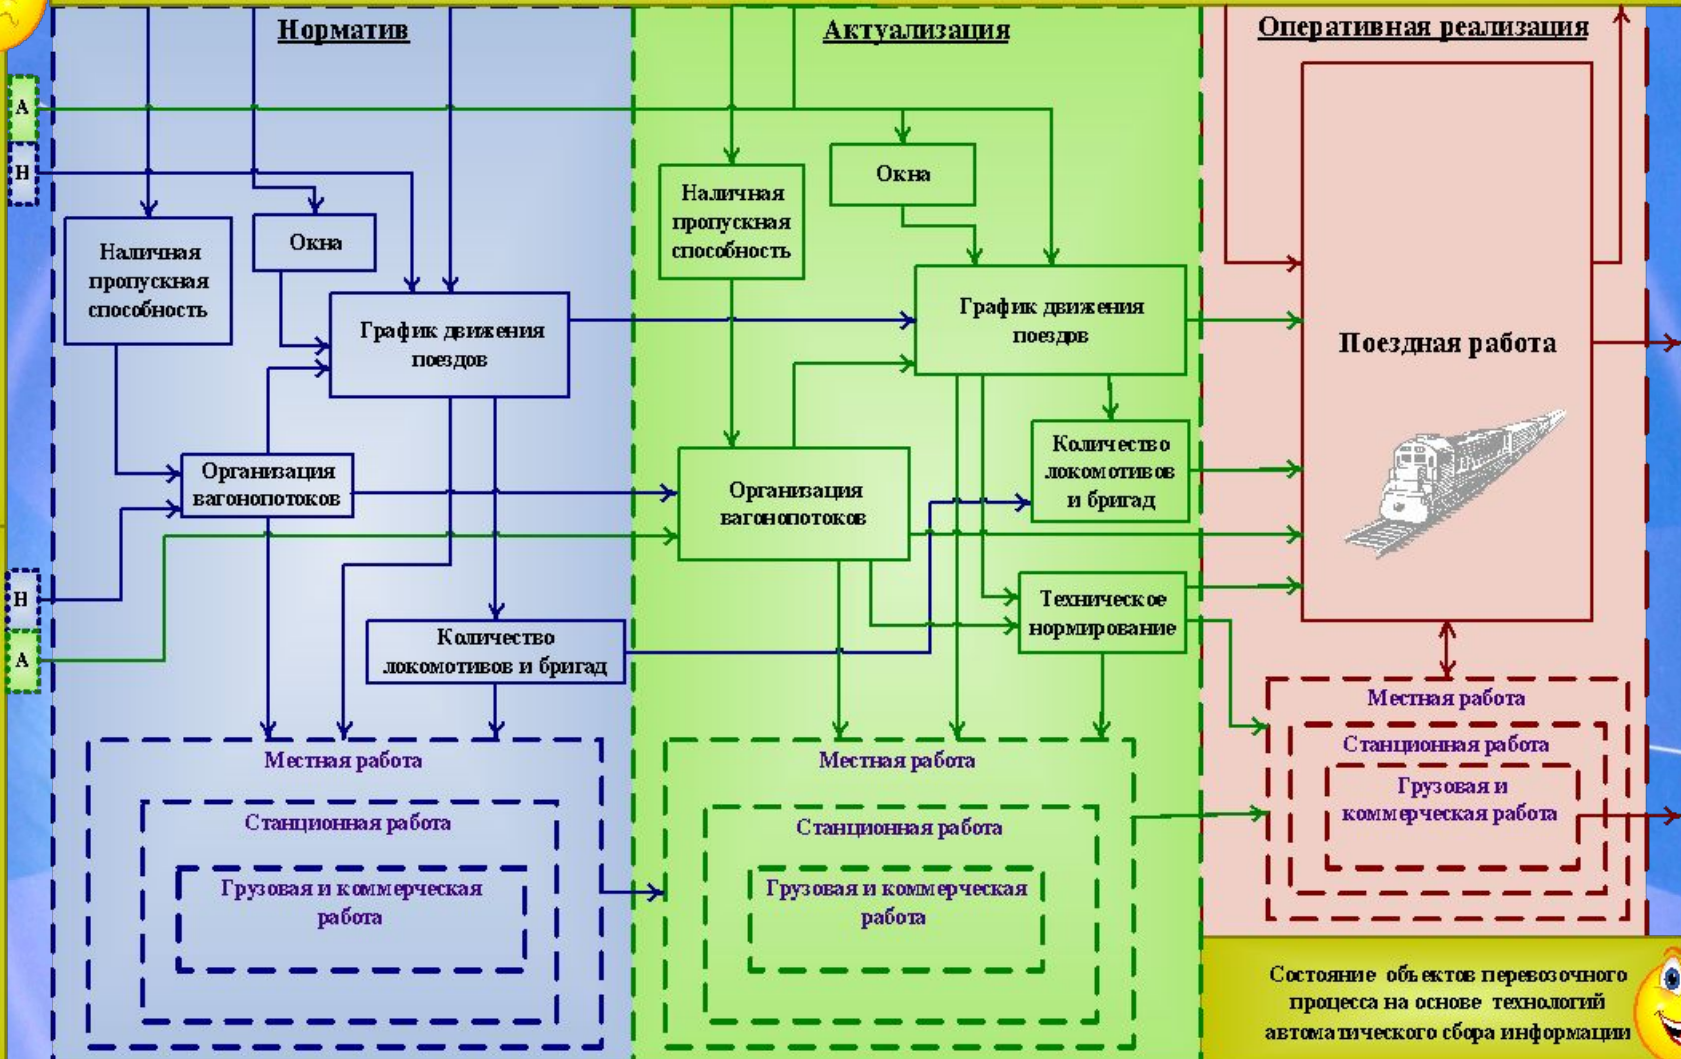 Норматив
Актуализация
Оперативная реализация
А
Н
Наличная
пропускная
способность
Окна
График движения
поездов
Организация
вагонопотоков
Н
А
Количество
локомотивов и бригад
Местная работа
Станционная работа
Грузовая и коммерческая
работа
Наличная
пропускная
способность
Окна
График движения
поездов
Количество
локомотивов
и бригад
Организация
вагонопотоков
Техническое
нормирование
Местная работа
Станционная работа
Грузовая и коммерческая
работа
Поездная работа
Местная работа
Станционная работа
Грузовая и
коммерческая работа
Состояние объектов перевозочного
процесса на основе технологий
автоматического сбора информации